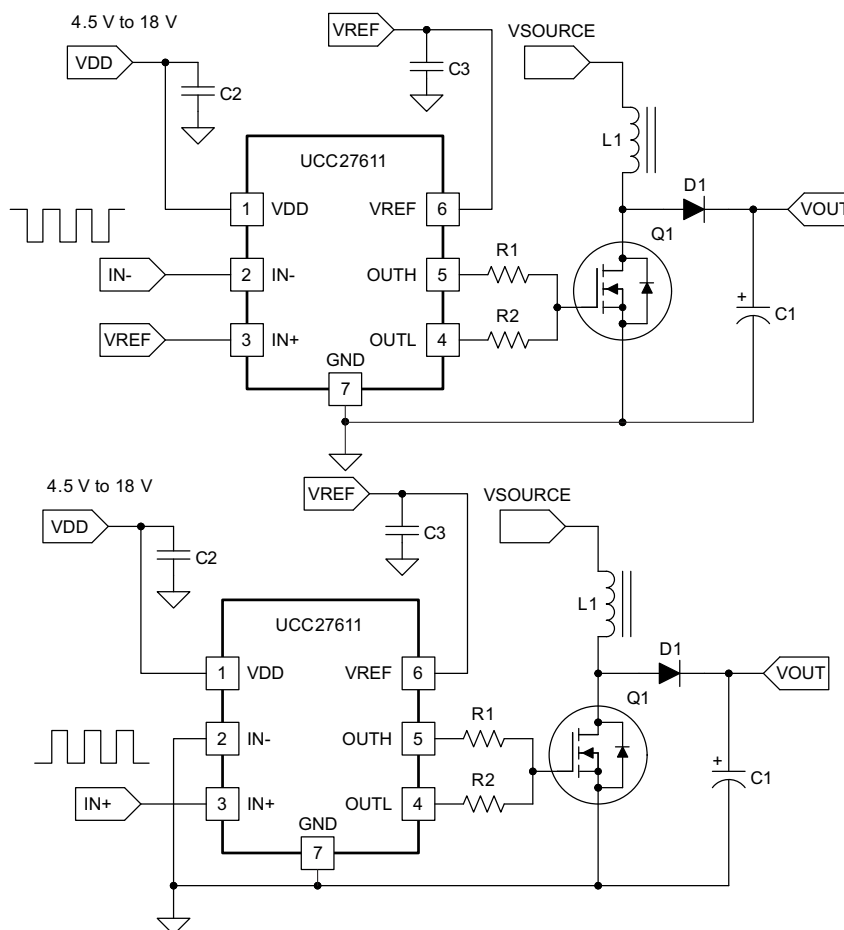 4.5 V to 18 V
VREF
VSOURCE
VDD
C2
C3
L1
UCC27611
D1
1 VDD
VREF 6
VOUT
Q1
R1
IN-
2 IN-
OUTH 5
R2
+
C1
VREF
3 IN+
OUTL 4
GND
7
4.5 V to 18 V
VREF
VSOURCE
VDD
C2
C3
L1
UCC27611
D1
1 VDD
VREF 6
VOUT
Q1
R1
2 IN-
OUTH 5
R2
+
C1
IN+
3 IN+
OUTL 4
GND
7